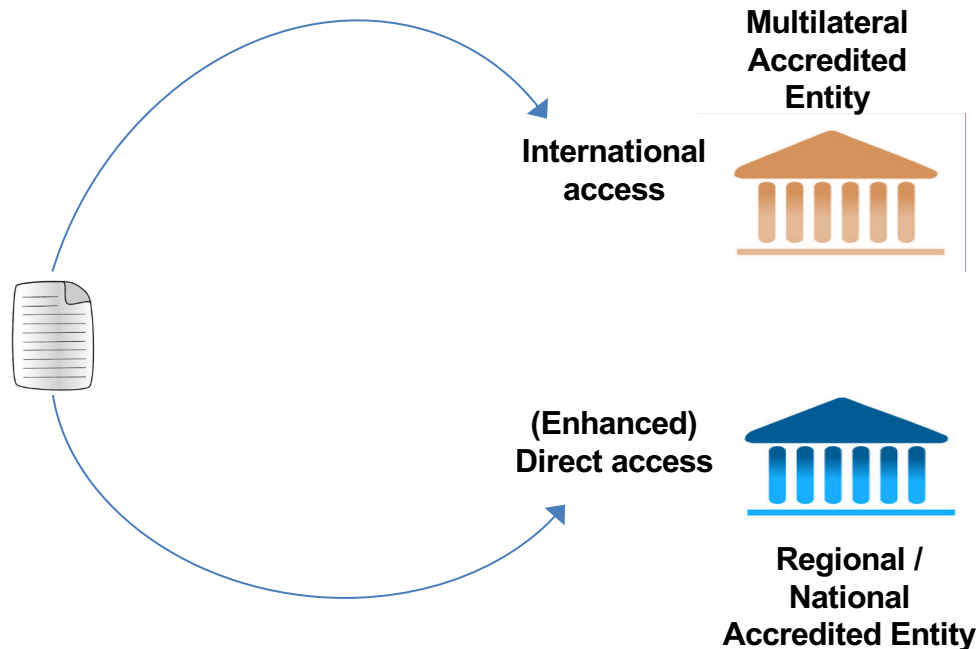 Multilateral
Accredited
Entity
International
access
(Enhanced)
Direct access
Regional /
National
Accredited Entity